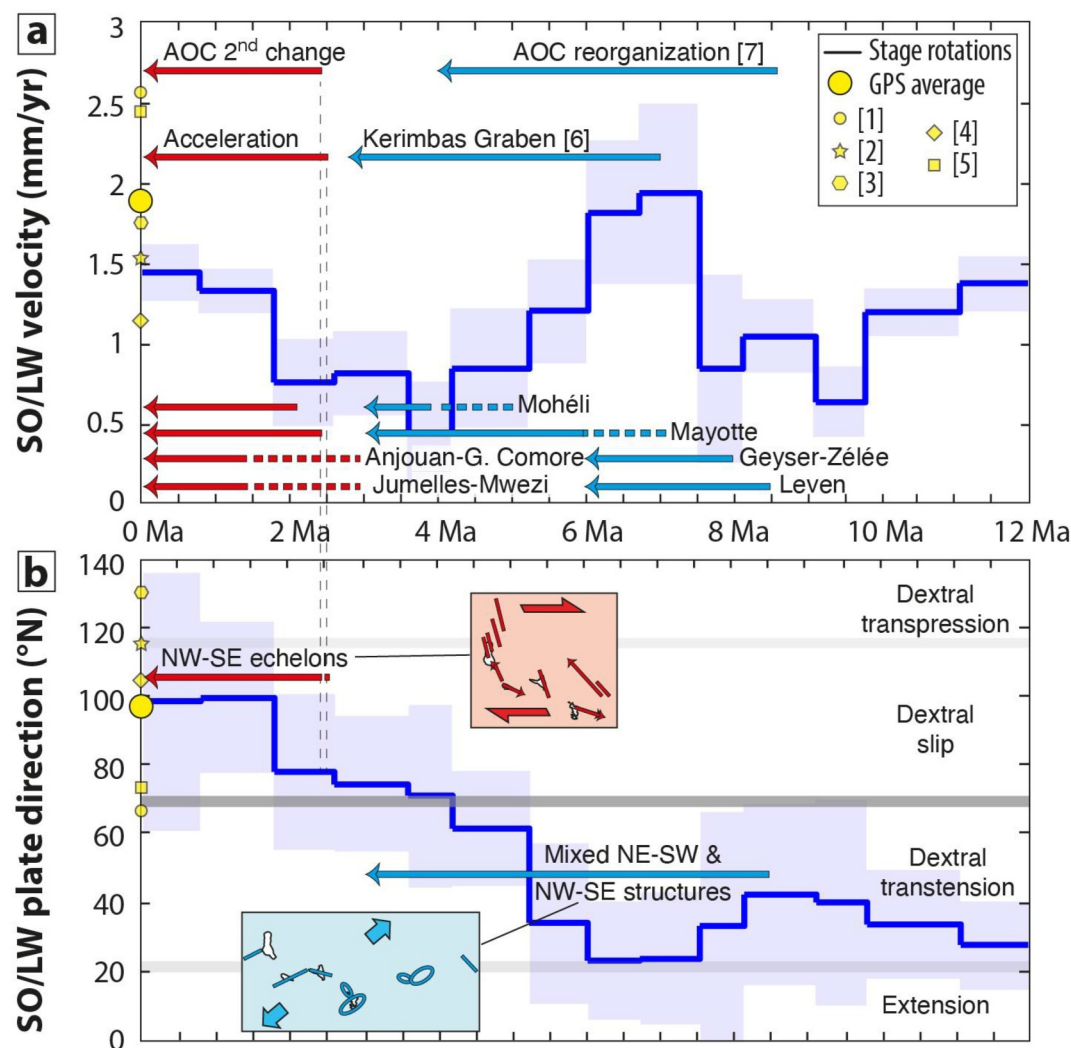 a
3
2.5
2
1.5
1
0.5
0
SO/LW velocity (mm/yr)
AOC 2nd change
AOC reorganization [7]
Acceleration
Kerimbas Graben [6]
Stage rotations
GPS average
[1]
[2]
[3]
[4]
[5]
Mohéli
Mayotte
Anjouan-G. Comore
Geyser-Zélée
Jumelles-Mwezi
Leven
0 Ma
2 Ma
4 Ma
6 Ma
8 Ma
10 Ma
12 Ma
b
140
120
100
80
60
40
20
0
SO/LW plate direction (°N)
Dextral
transpression
NW-SE echelons
Dextral
slip
Mixed NE-SW &
NW-SE structures
Dextral
transtension
Extension